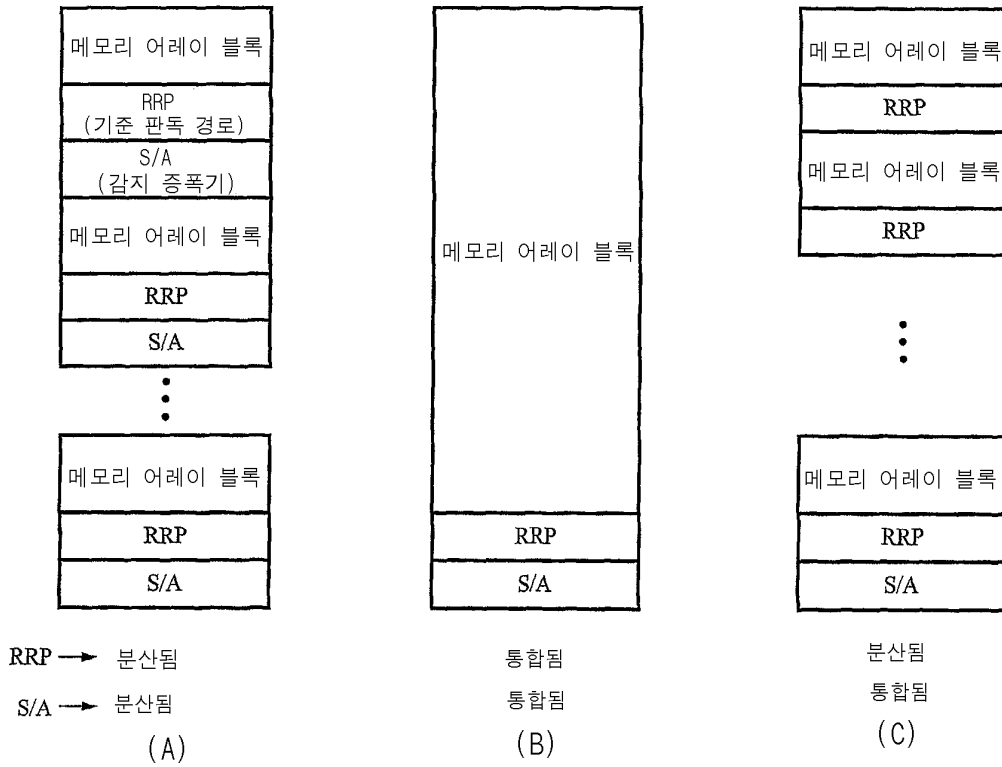 메모리 어레이 블록
RRP
(기준 판독 경로)
S/A
(감지 증폭기)
메모리 어레이 블록
RRP
S/A
메모리 어레이 블록
RRP
S/A
메모리 어레이 블록
RRP
S/A
메모리 어레이 블록
RRP
메모리 어레이 블록
RRP
메모리 어레이 블록
RRP
S/A
RRP → 분산됨 통합됨 분산됨
S/A → 분산됨 통합됨 통합됨
(A) (B) (C)